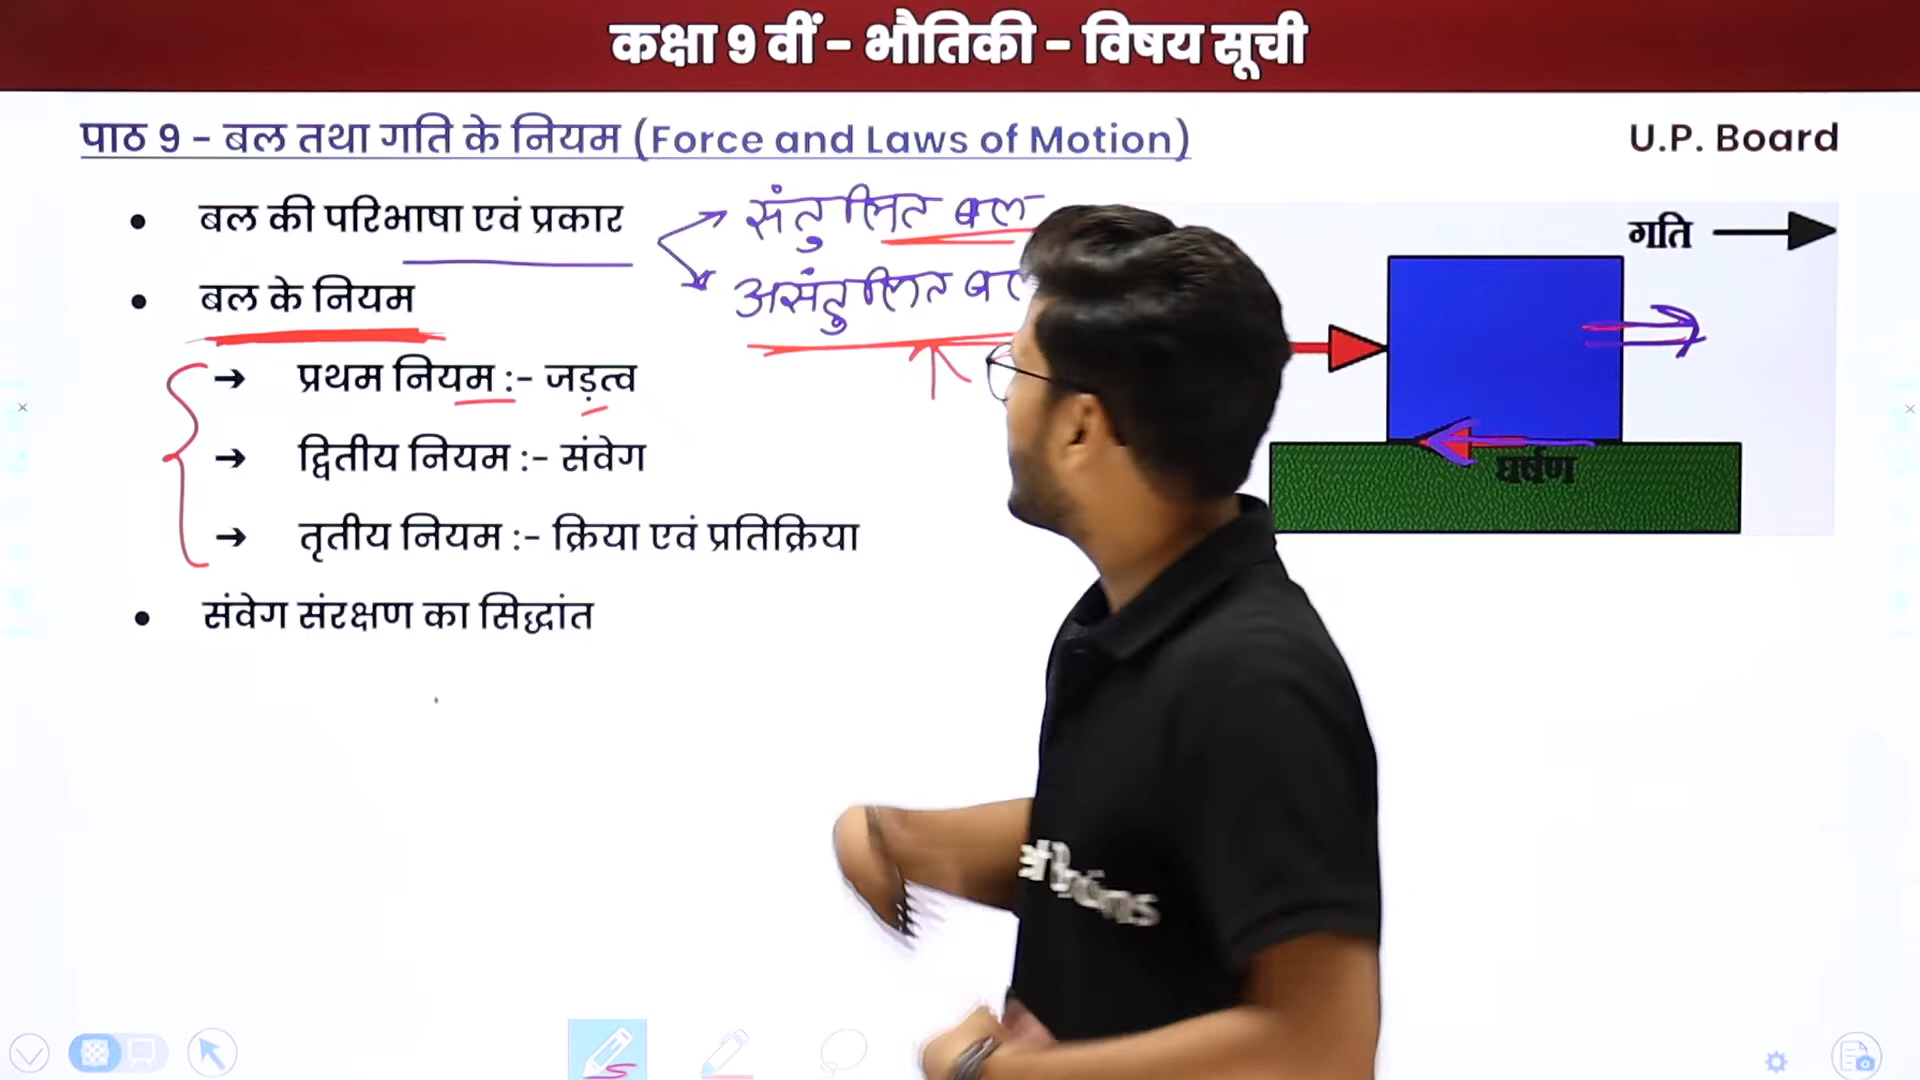 कक्षा 9 वीं - भौतिकी - विषय सूची
पाठ 9 - बल तथा गति के नियम (Force and Laws of Motion)
U.P. Board
• बल की परिभाषा एवं प्रकार
संतुलित बल
असंतुलित
• बल के नियम
→ प्रथम नियम :- जड़त्व
→ द्वितीय नियम :- संवेग
→ तृतीय नियम :- क्रिया एवं प्रतिक्रिया
• संवेग संरक्षण का सिद्धांत
गति
घर्षण